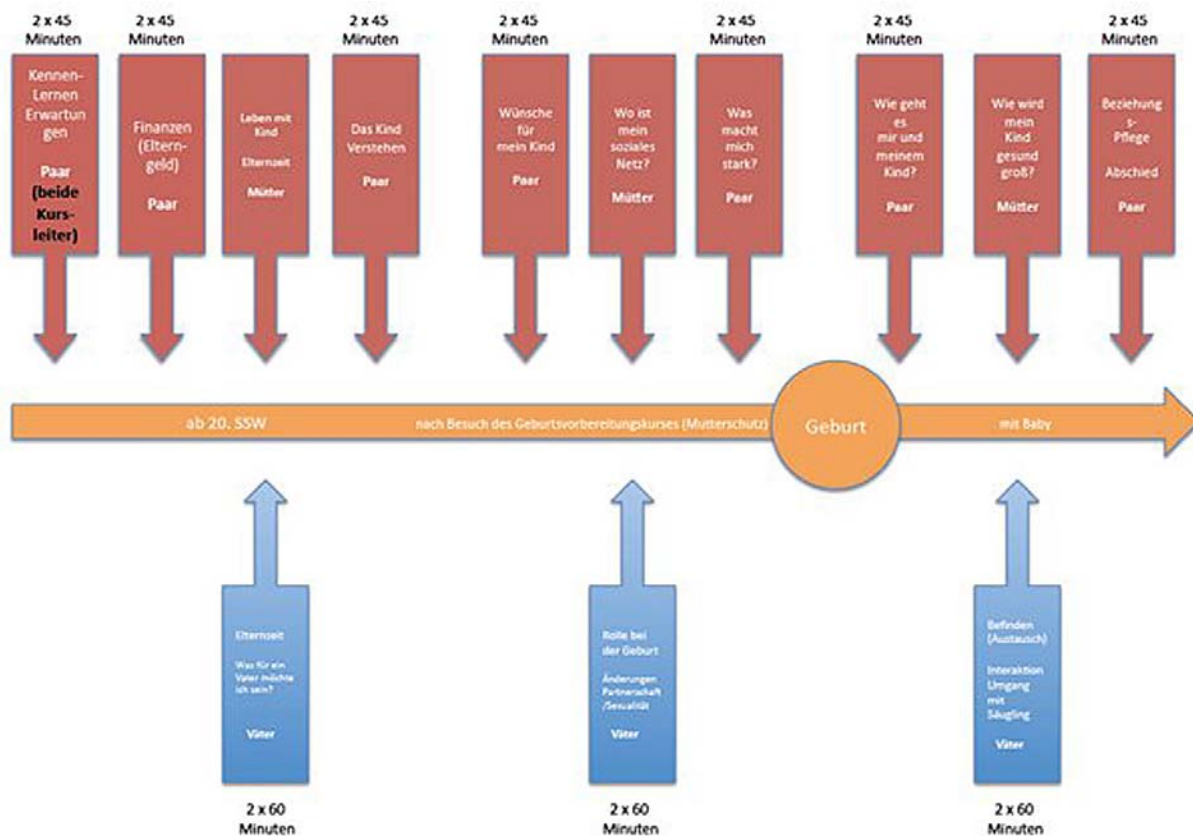 2 x 45
Minuten
2 x 45
Minuten
2 x 45
Minuten
2 x 45
Minuten
2 x 45
Minuten
2 x 45
Minuten
2 x 45
Minuten
Kennen-
Lernen
Erwartun
gen
Paar
(beide
Kurs-
leiter)
Finanzen
(Eltern-
geld)
Paar
Leben mit
Kind
Elternzeit
Mütter
Das Kind
Verstehen
Paar
Wünsche
für
mein Kind
Paar
Wo ist
mein
soziales
Netz?
Mütter
Was
macht
mich
stark?
Paar
Wie geht
es
mir und
meinem
Kind?
Paar
Wie wird
mein
Kind
gesund
groß?
Mütter
Beziehung
s-
Pflege
Abschied
Paar
ab 20. SSW
nach Besuch des Geburtsvorbereitungskurses (Mutterschutz)
Geburt
mit Baby
Elternzeit
Was für ein
Vater möchte
ich sein?
Väter
2 x 60
Minuten
Rolle bei
der Geburt
Änderungen
Partnerschaft
/Sexualität
Väter
2 x 60
Minuten
Befinden
(Austausch)
Interaktion
Umgang
mit
Säugling
Väter
2 x 60
Minuten